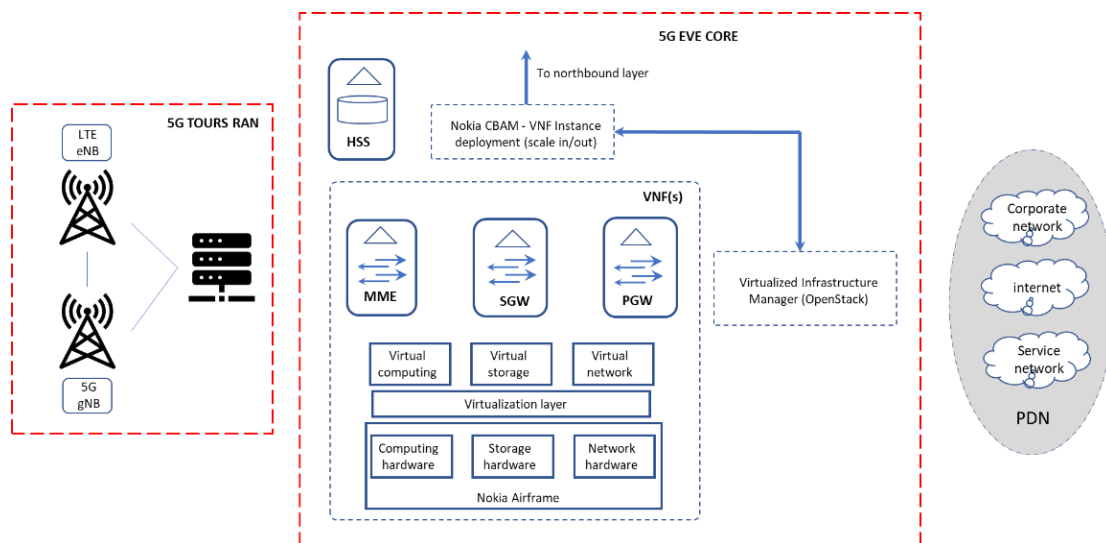 5G EVE CORE
To northbound layer
HSS
Nokia CBAM - VNF Instance
deployment (scale in/out)
5G TOURS RAN
LTE
eNB
5G
gNB
VNF(s)
MME
SGW
PGW
Virtualized Infrastructure
Manager (OpenStack)
Virtual
computing
Virtual
storage
Virtual
network
Virtualization layer
Computing
hardware
Storage
hardware
Network
hardware
Nokia Airframe
Corporate
network
internet
Service
network
PDN